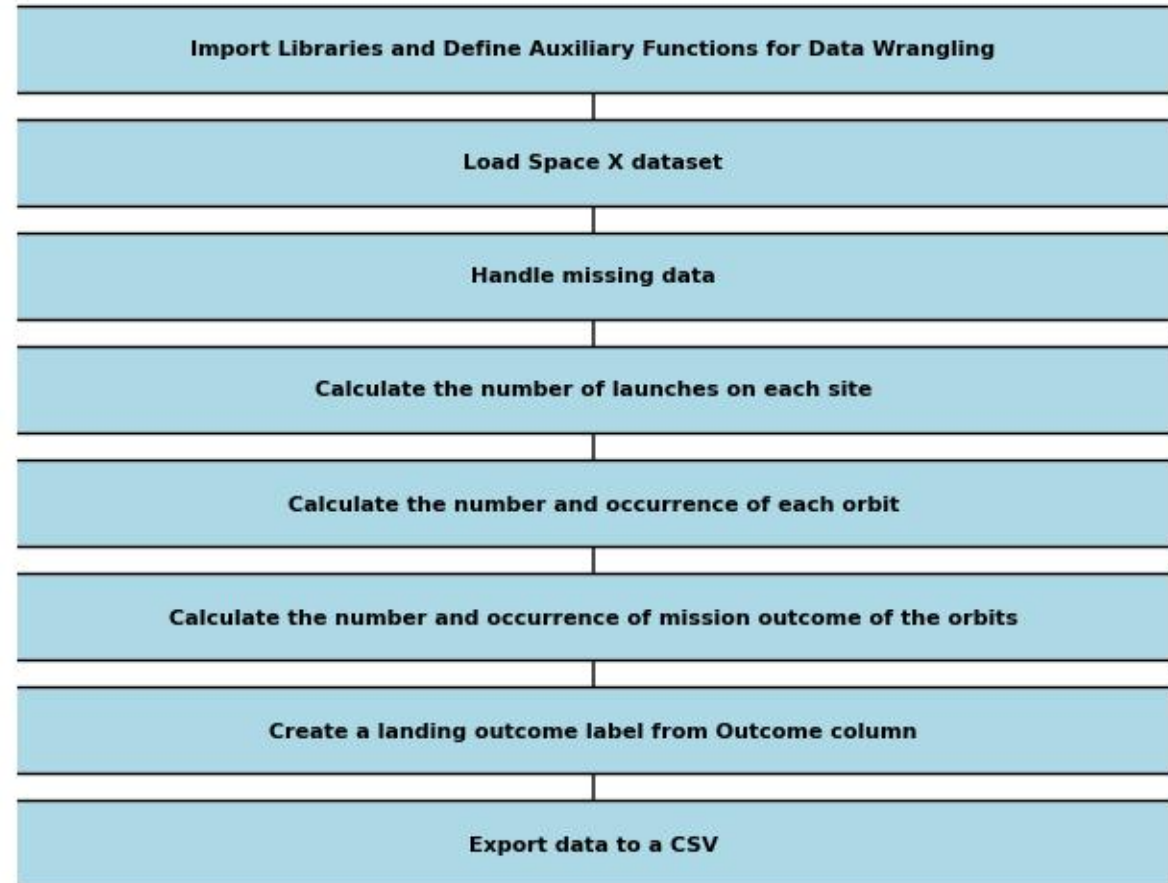 Import Libraries and Define Auxiliary Functions for Data Wrangling
Load Space X dataset
Handle missing data
Calculate the number of launches on each site
Calculate the number and occurrence of each orbit
Calculate the number and occurrence of mission outcome of the orbits
Create a landing outcome label from Outcome column
Export data to a CSV